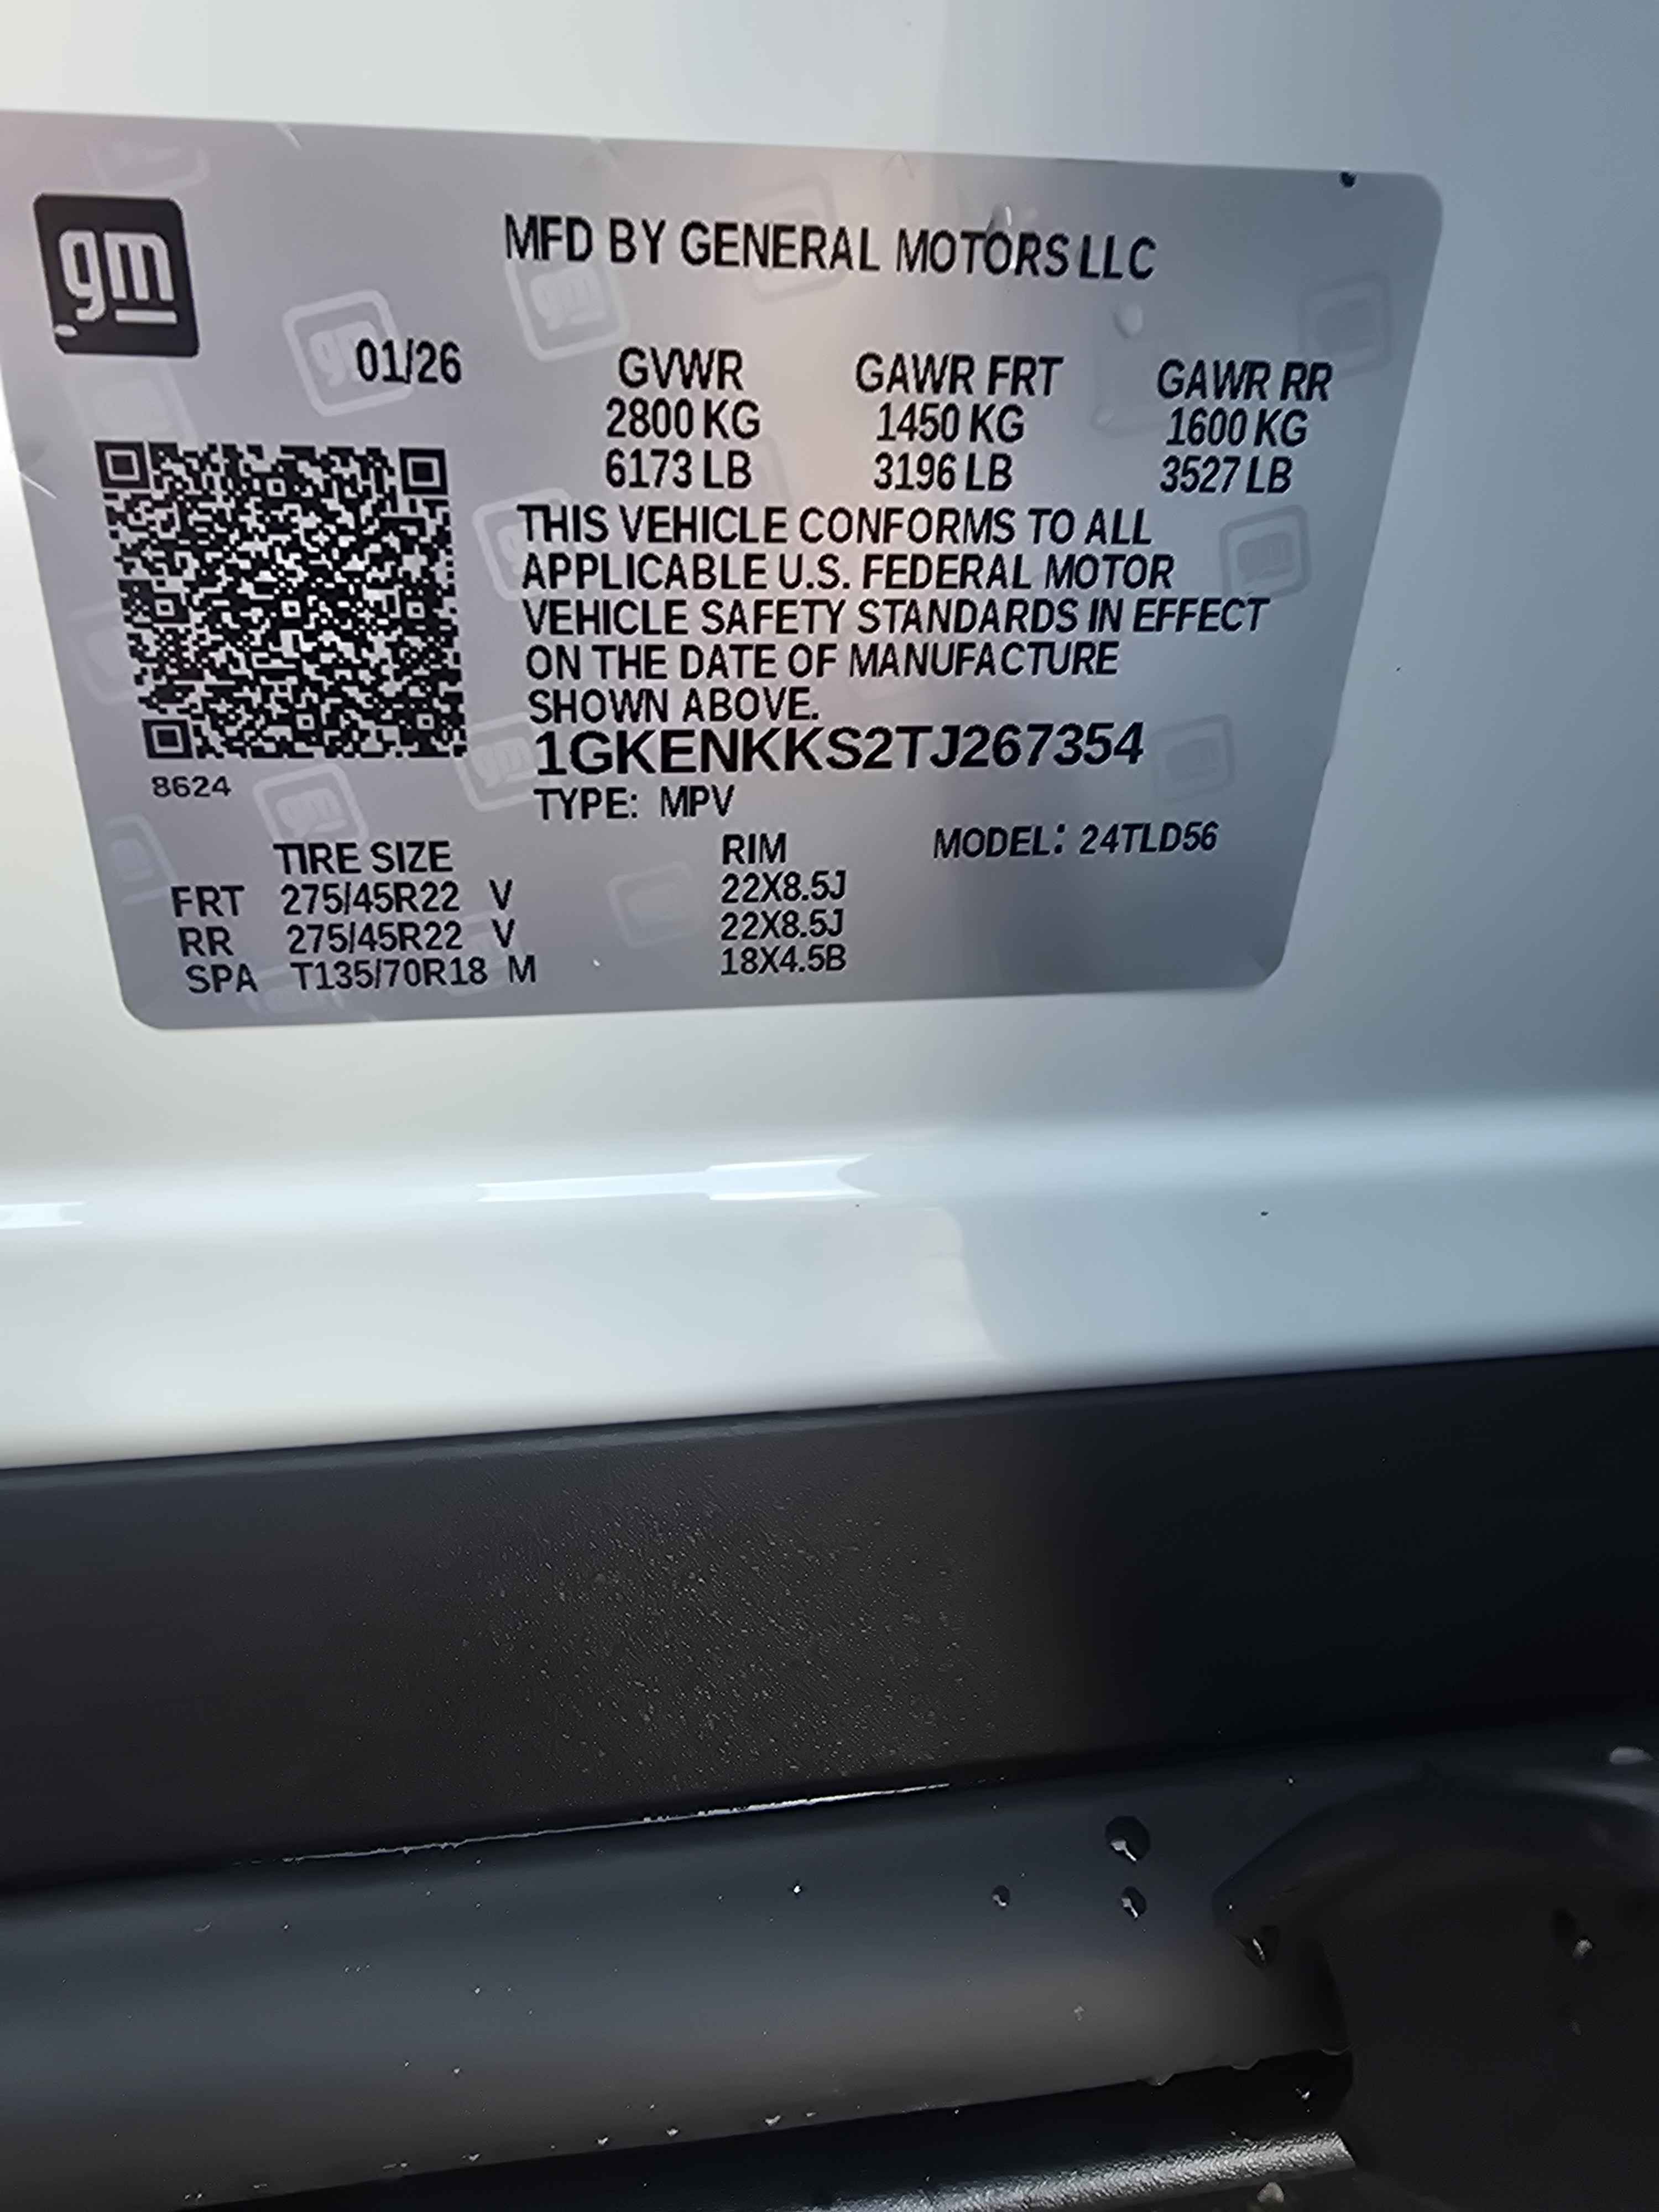 gm
MFD BY GENERAL MOTORS LLC
01/26 GVWR GAWR FRT GAWR RR
2800 KG 1450 KG 1600 KG
6173 LB 3196 LB 3527 LB
THIS VEHICLE CONFORMS TO ALL
APPLICABLE U.S. FEDERAL MOTOR
VEHICLE SAFETY STANDARDS IN EFFECT
ON THE DATE OF MANUFACTURE
SHOWN ABOVE.
1GKENKKS2TJ267354
8624
TYPE: MPV
TIRE SIZE RIM MODEL: 24TLD56
FRT 275/45R22 V 22X8.5J
RR 275/45R22 V 22X8.5J
SPA T135/70R18 M 18X4.5B